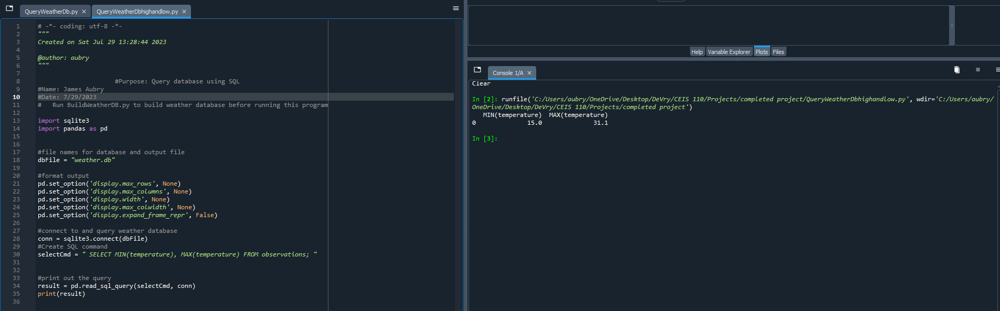 QueryWeatherDb.py × QueryWeatherDbhighandlow.py ×
1 # -*- coding: utf-8 -*-
2 """
3 Created on Sat Jul 29 13:28:44 2023
4
5 @author: aubry
6 """
7
8 #Purpose: Query database using SQL
9 #Name: James Aubry
10 #Date: 7/29/2023
11 #   Run BuildWeatherDB.py to build weather database before running this program
12
13 import sqlite3
14 import pandas as pd
15
16
17 #file names for database and output file
18 dbFile = "weather.db"
19
20 #format output
21 pd.set_option('display.max_rows', None)
22 pd.set_option('display.max_columns', None)
23 pd.set_option('display.width', None)
24 pd.set_option('display.max_colwidth', None)
25 pd.set_option('display.expand_frame_repr', False)
26
27 #connect to and query weather database
28 conn = sqlite3.connect(dbFile)
29 #Create SQL command
30 selectCmd = " SELECT MIN(temperature), MAX(temperature) FROM observations; "
31
32
33 #print out the query
34 result = pd.read_sql_query(selectCmd, conn)
35 print(result)
36
Help Variable Explorer Plots Files
Console 1/A ×
Clear
In [2]: runfile('C:/Users/aubry/OneDrive/Desktop/DeVry/CEIS 110/Projects/completed project/QueryWeatherDbhighandlow.py', wdir='C:/Users/aubry/
OneDrive/Desktop/DeVry/CEIS 110/Projects/completed project')
MIN(temperature)  MAX(temperature)
0 15.0 31.1
In [3]: